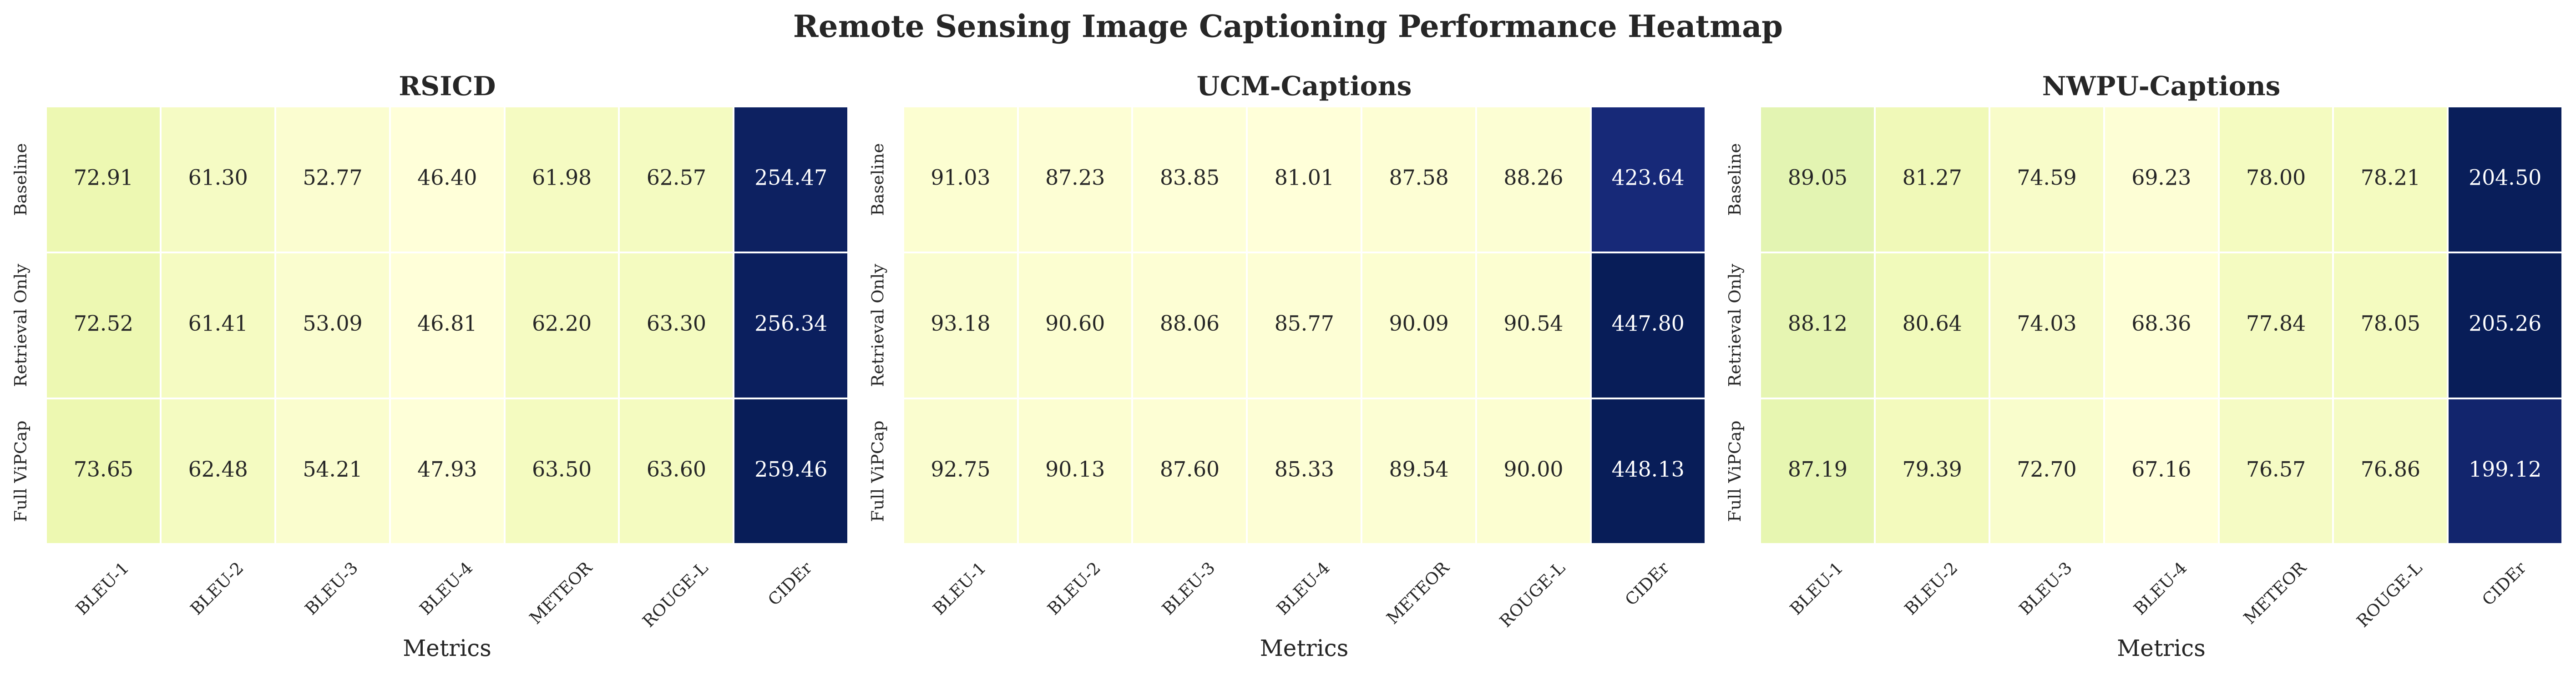 Remote Sensing Image Captioning Performance Heatmap
RSICD
Baseline 72.91 61.30 52.77 46.40 61.98 62.57 254.47
Retrieval Only 72.52 61.41 53.09 46.81 62.20 63.30 256.34
Full ViPCap 73.65 62.48 54.21 47.93 63.50 63.60 259.46
BLEU-1 BLEU-2 BLEU-3 BLEU-4 METEOR ROUGE-L CIDEr
Metrics
UCM-Captions
Baseline 91.03 87.23 83.85 81.01 87.58 88.26 423.64
Retrieval Only 93.18 90.60 88.06 85.77 90.09 90.54 447.80
Full ViPCap 92.75 90.13 87.60 85.33 89.54 90.00 448.13
BLEU-1 BLEU-2 BLEU-3 BLEU-4 METEOR ROUGE-L CIDEr
Metrics
NWPU-Captions
Baseline 89.05 81.27 74.59 69.23 78.00 78.21 204.50
Retrieval Only 88.12 80.64 74.03 68.36 77.84 78.05 205.26
Full ViPCap 87.19 79.39 72.70 67.16 76.57 76.86 199.12
BLEU-1 BLEU-2 BLEU-3 BLEU-4 METEOR ROUGE-L CIDEr
Metrics